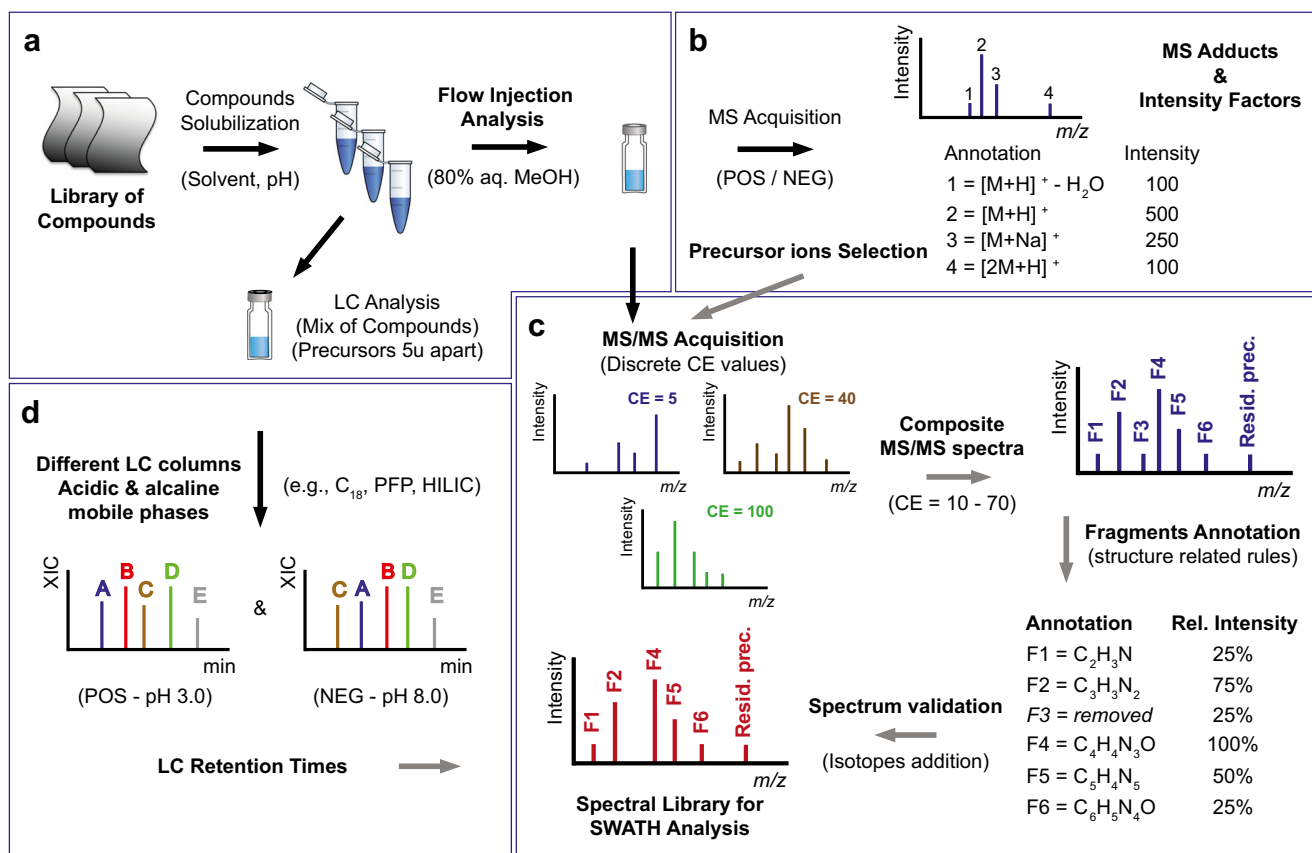 a
Library of
Compounds
Compounds
Solubilization
(Solvent, pH)
Flow Injection
Analysis
(80% aq. MeOH)
LC Analysis
(Mix of Compounds)
(Precursors 5u apart)
b
MS Acquisition
(POS / NEG)
Intensity
1
2
3
4
m/z
MS Adducts
&
Intensity Factors
Annotation Intensity
1 = [M+H]⁺ - H₂O 100
2 = [M+H]⁺ 500
3 = [M+Na]⁺ 250
4 = [2M+H]⁺ 100
Precursor ions Selection
c
MS/MS Acquisition
(Discrete CE values)
Intensity
CE = 5
m/z
Intensity
CE = 40
m/z
Intensity
CE = 100
m/z
Composite
MS/MS spectra
(CE = 10 - 70)
Intensity
F1
F2
F3
F4
F5
F6
Resid. prec.
m/z
Fragments Annotation
(structure related rules)
Annotation Rel. Intensity
F1 = C₂H₃N 25%
F2 = C₃H₃N₂ 75%
F3 = removed 25%
F4 = C₄H₄N₃O 100%
F5 = C₅H₄N₅ 50%
F6 = C₆H₅N₄O 25%
Spectrum validation
(Isotopes addition)
Intensity
F1
F2
F4
F5
F6
Resid. prec.
m/z
Spectral Library for
SWATH Analysis
d
Different LC columns
Acidic & alcaline
mobile phases
(e.g., C₁₈, PFP, HILIC)
XIC
A
B
C
D
E
min
(POS - pH 3.0)
&
XIC
C
A
B
D
E
min
(NEG - pH 8.0)
LC Retention Times